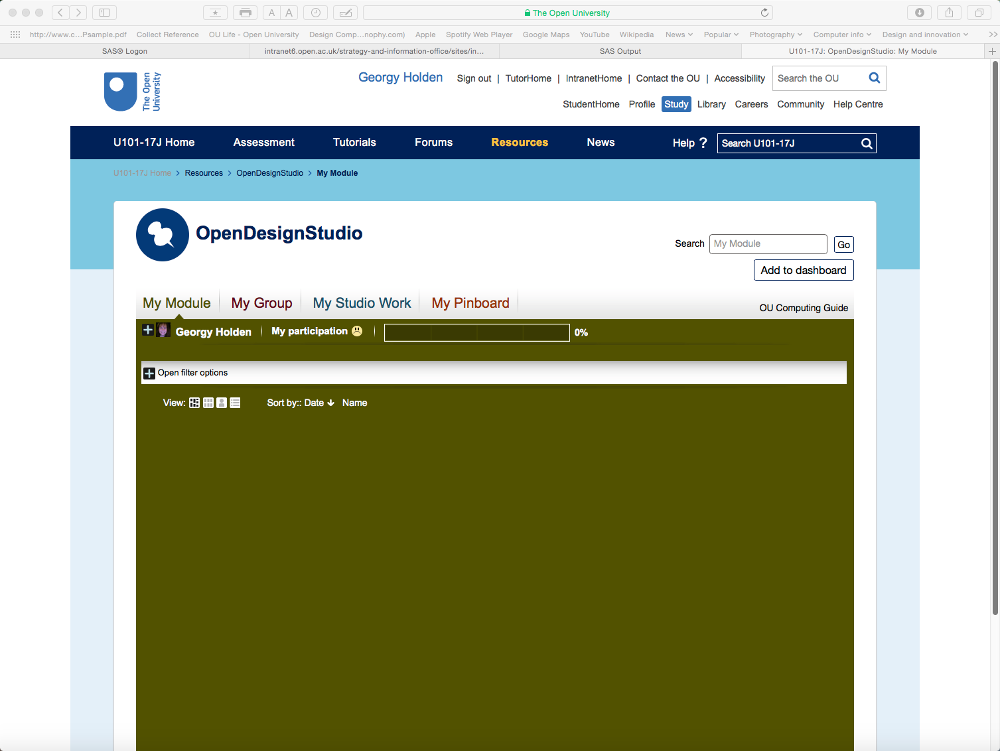 The Open University
http://www.c...Psample.pdf Collect Reference OU Life - Open University Design Comp...nophy.com) Apple Spotify Web Player Google Maps YouTube Wikipedia News Popular Photography Computer info Design and innovation >>
SAS® Logon intranet6.open.ac.uk/strategy-and-information-office/sites/in... SAS Output U101-17J: OpenDesignStudio: My Module +
The Open
University
Georgy Holden Sign out | TutorHome | IntranetHome | Contact the OU | Accessibility Search the OU
StudentHome Profile Study Library Careers Community Help Centre
U101-17J Home Assessment Tutorials Forums Resources News Help ? Search U101-17J
U101-17J Home > Resources > OpenDesignStudio > My Module
OpenDesignStudio
Search My Module Go
Add to dashboard
My Module My Group My Studio Work My Pinboard OU Computing Guide
Georgy Holden | My participation | 0%
Open filter options
View: Sort by:: Date Name